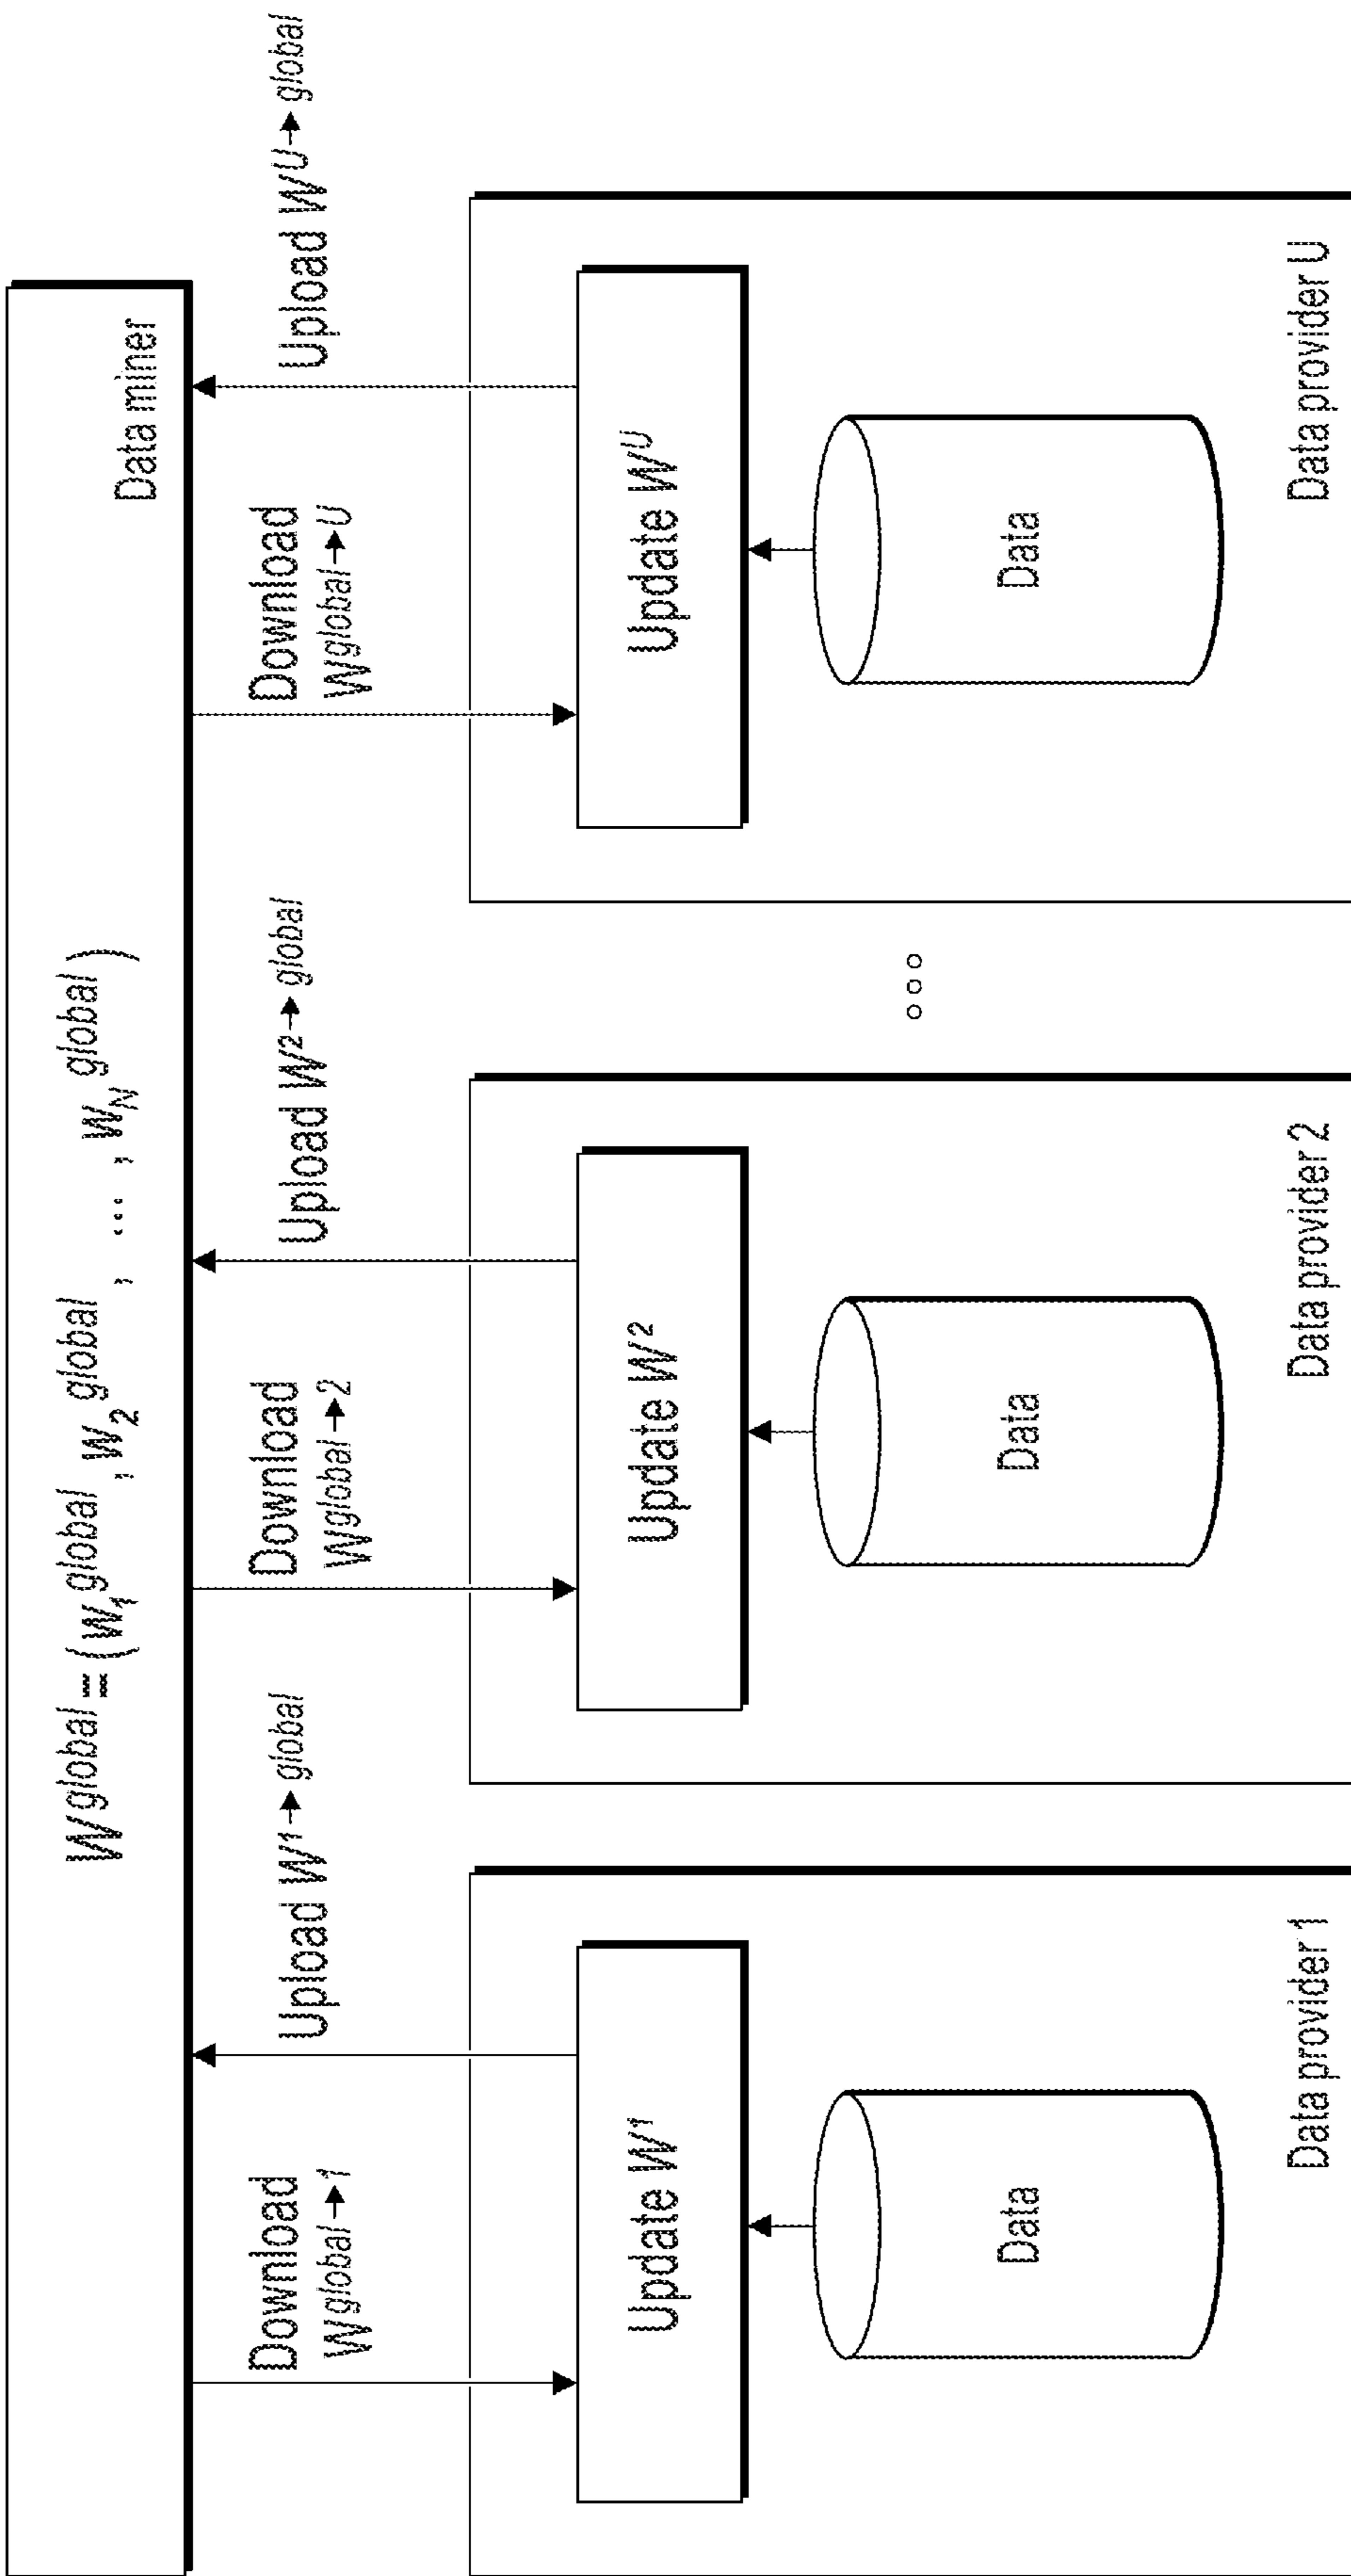 W^global = ( w_1^global , w_2^global , ... , w_N^global )
Data miner
Download
W^global→1
Upload W^1→global
Download
W^global→2
Upload W^2→global
Download
W^global→U
Upload W^U→global
Update W^1
Data
Data provider 1
Update W^2
Data
Data provider 2
Update W^U
Data
Data provider U